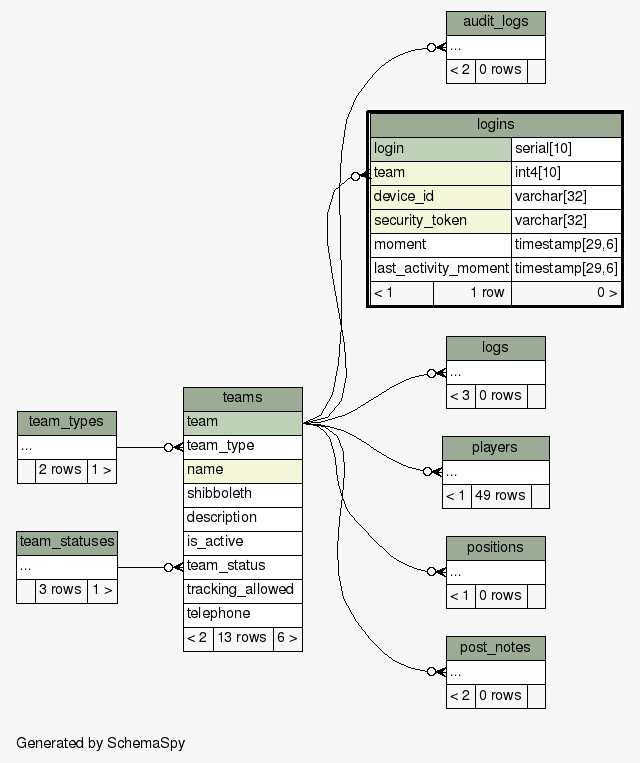 audit_logs
...
< 2 0 rows
logins
login serial[10]
team int4[10]
device_id varchar[32]
security_token varchar[32]
moment timestamp[29,6]
last_activity_moment timestamp[29,6]
< 1 1 row 0 >
logs
...
< 3 0 rows
teams
team
team_type
name
shibboleth
description
is_active
team_status
tracking_allowed
telephone
< 2 13 rows 6 >
team_types
...
2 rows 1 >
players
...
< 1 49 rows
team_statuses
...
3 rows 1 >
positions
...
< 1 0 rows
post_notes
...
< 2 0 rows
Generated by SchemaSpy